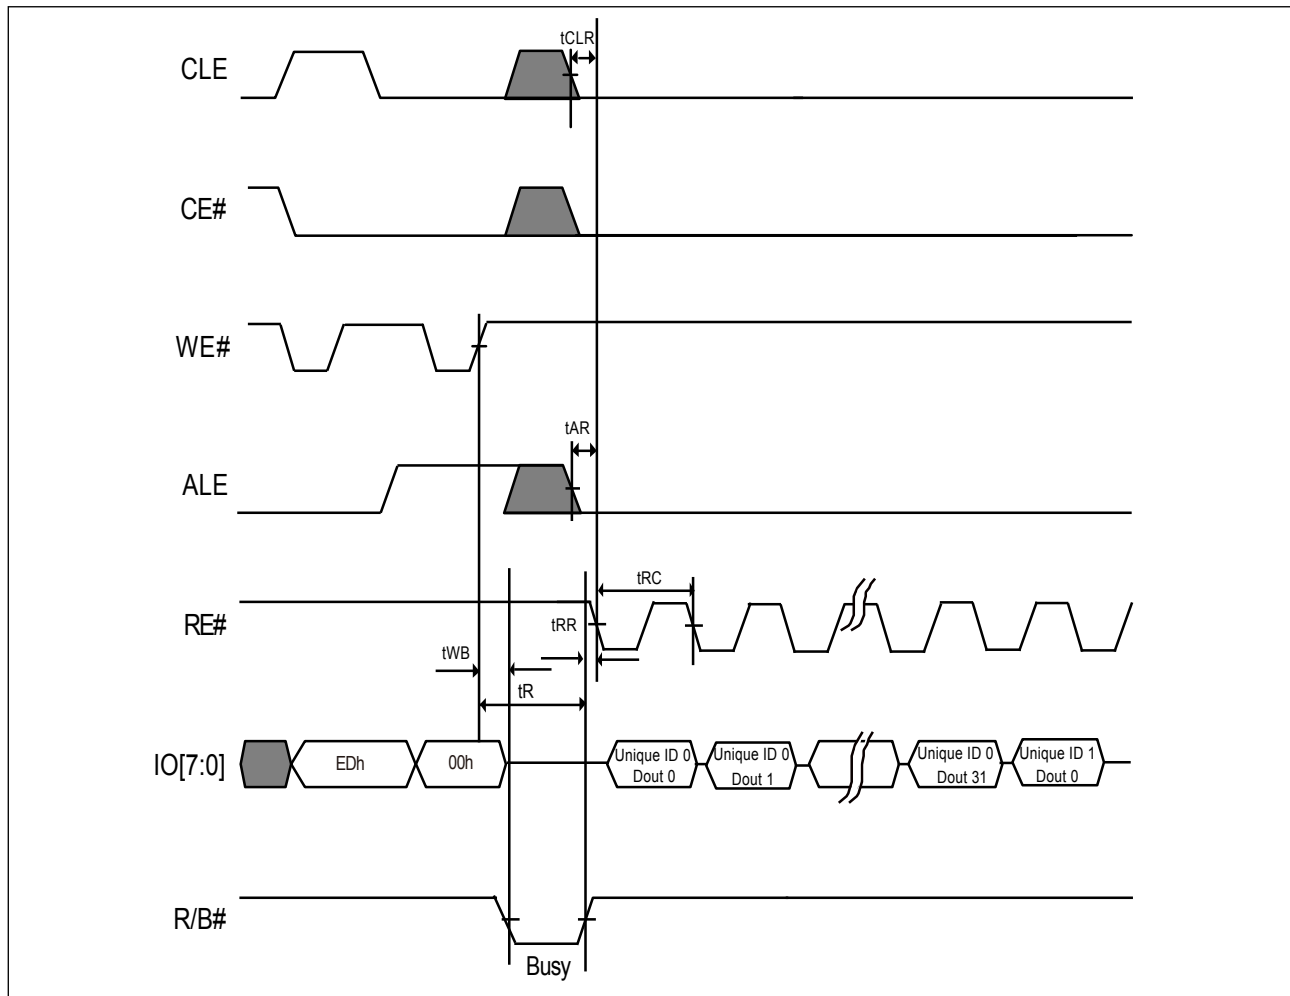 tCLR
CLE
CE#
WE#
tAR
ALE
tRC
RE#
tRR
tWB
tR
IO[7:0]
EDh
00h
Unique ID 0
Dout 0
Unique ID 0
Dout 1
Unique ID 0
Dout 31
Unique ID 1
Dout 0
R/B#
Busy